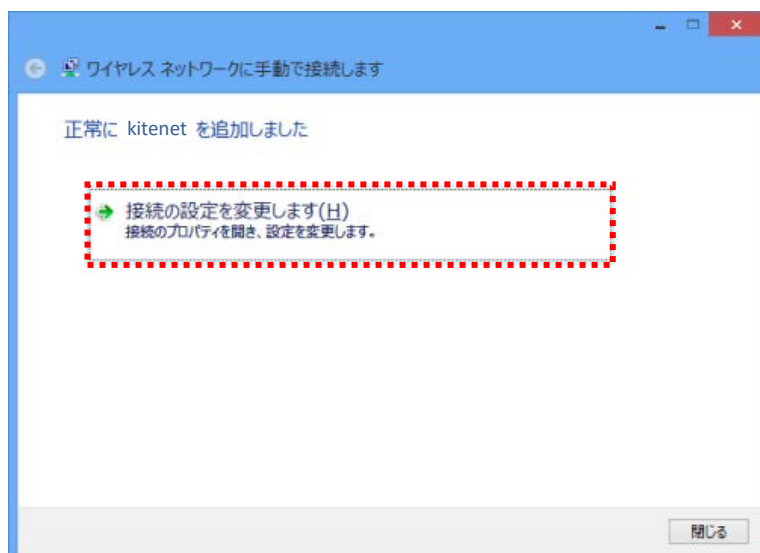 ワイヤレス ネットワークに手動で接続します
正常に kitenet を追加しました
接続の設定を変更します(H)
接続のプロパティを開き、設定を変更します。
閉じる